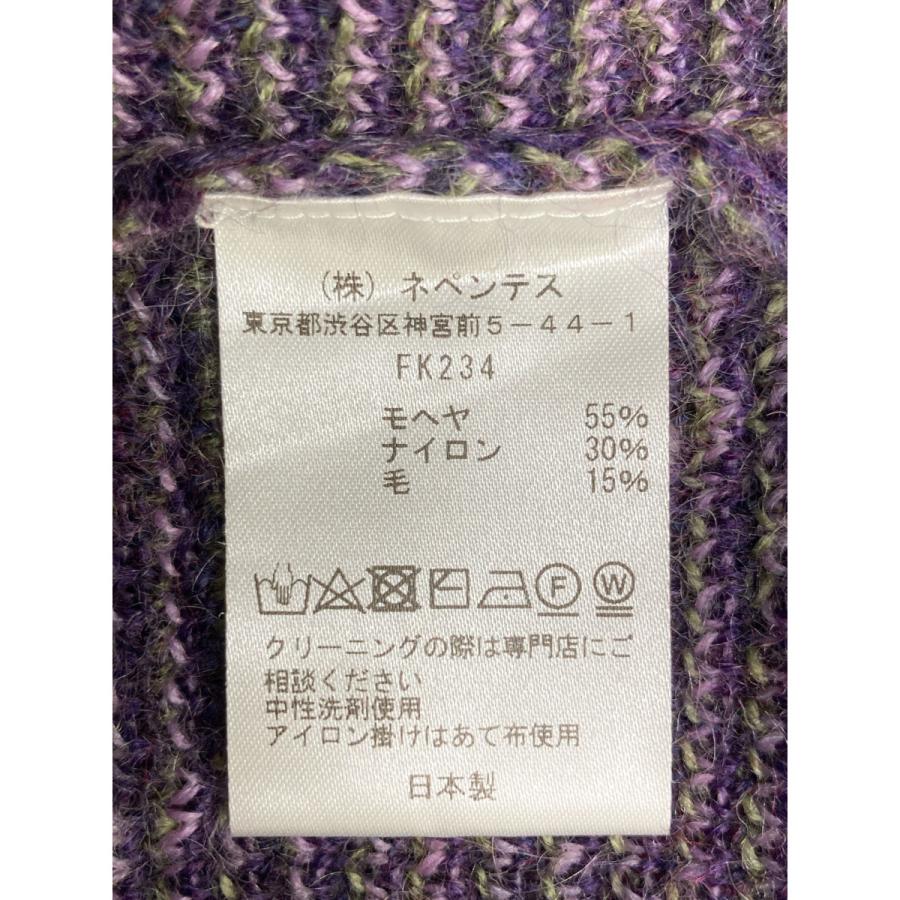 (株) ネペンテス
東京都渋谷区神宮前5-44-1
FK234
モヘヤ 55%
ナイロン 30%
毛 15%
F W
クリーニングの際は専門店にご
相談ください
中性洗剤使用
アイロン掛けはあて布使用
日本製